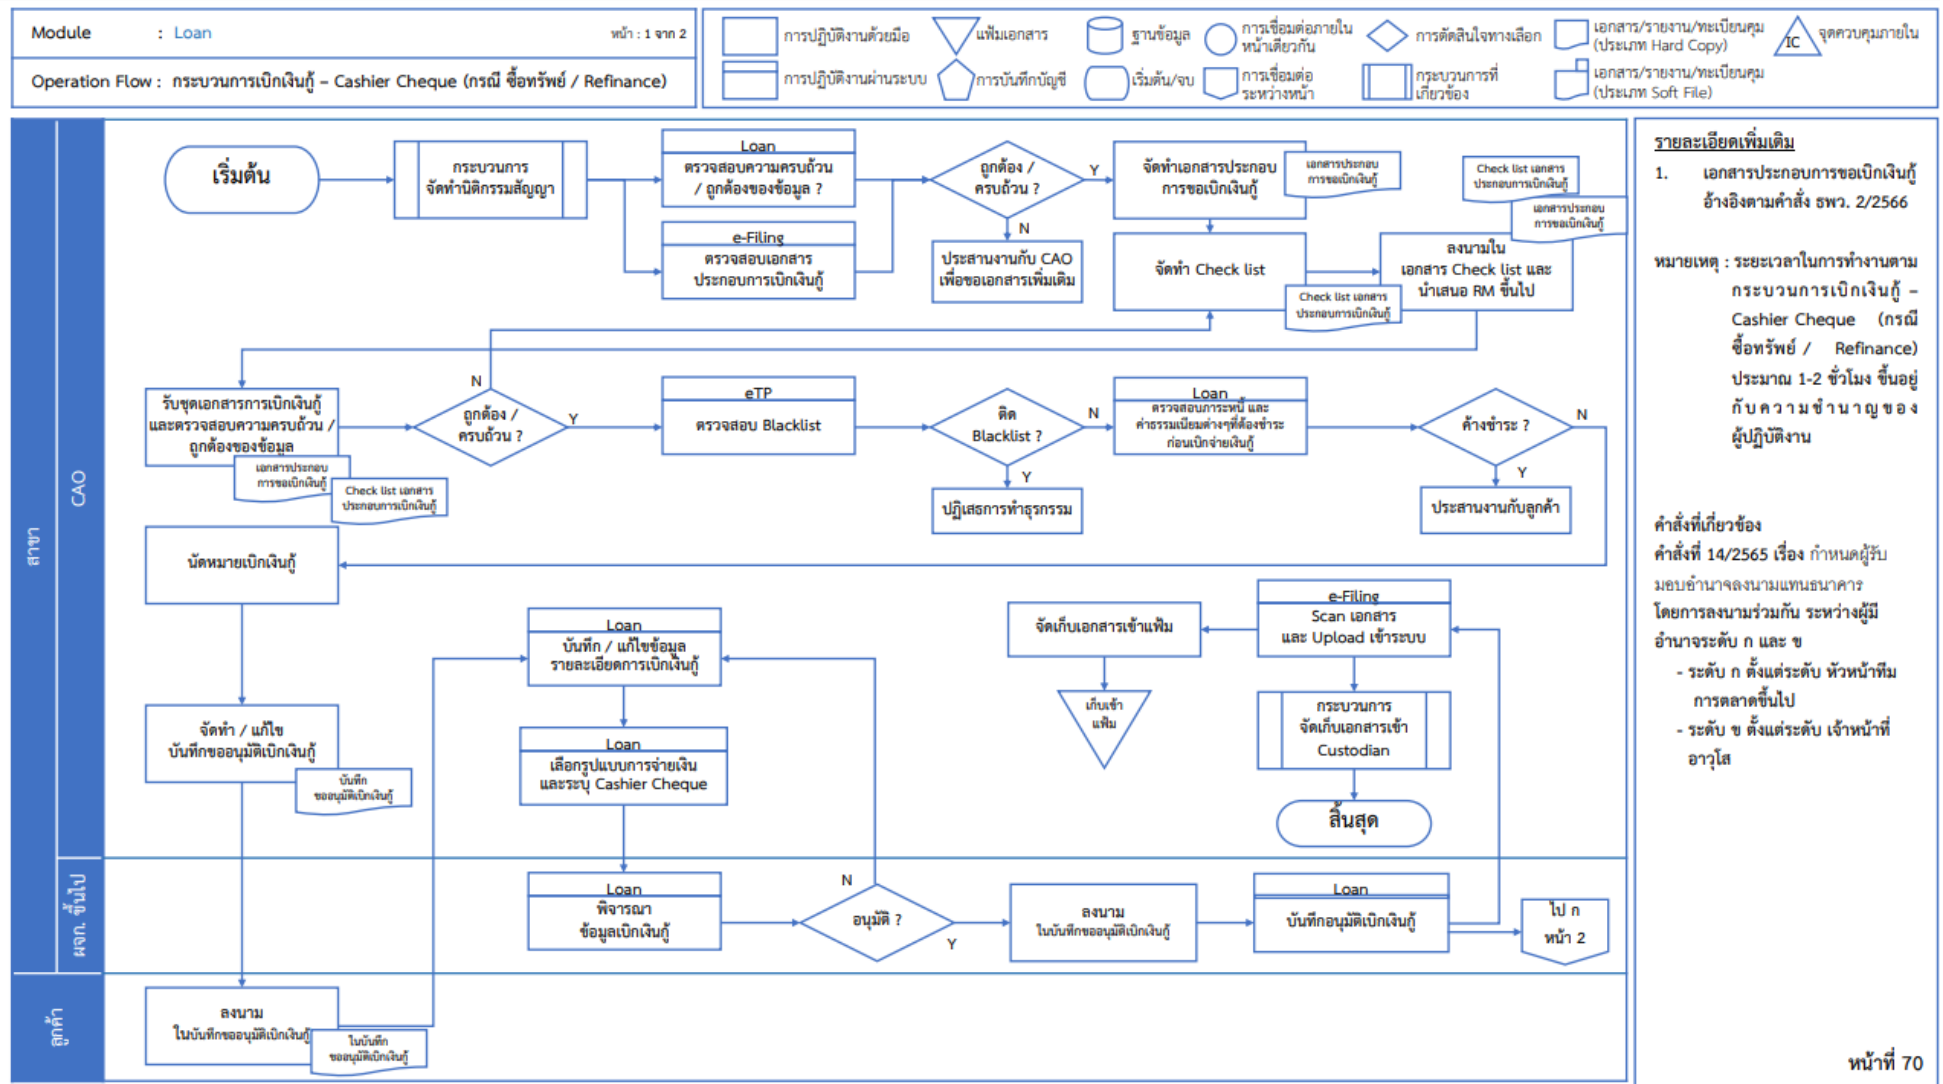 Module : Loan หน้า : 1 จาก 2
Operation Flow : กระบวนการเบิกเงินกู้ – Cashier Cheque (กรณี ซื้อทรัพย์ / Refinance)
การปฏิบัติงานด้วยมือ
แฟ้มเอกสาร
ฐานข้อมูล
การเชื่อมต่อภายใน
หน้าเดียวกัน
การตัดสินใจทางเลือก
เอกสาร/รายงาน/ทะเบียนคุม
(ประเภท Hard Copy)
IC
จุดควบคุมภายใน
การปฏิบัติงานผ่านระบบ
การบันทึกบัญชี
เริ่มต้น/จบ
การเชื่อมต่อ
ระหว่างหน้า
กระบวนการที่
เกี่ยวข้อง
เอกสาร/รายงาน/ทะเบียนคุม
(ประเภท Soft File)
สาขา
CAO
ผจก. ขึ้นไป
ลูกค้า
เริ่มต้น
กระบวนการ
จัดทำนิติกรรมสัญญา
Loan
ตรวจสอบความครบถ้วน
/ ถูกต้องของข้อมูล ?
e-Filing
ตรวจสอบเอกสาร
ประกอบการเบิกเงินกู้
ถูกต้อง /
ครบถ้วน ?
Y
N
ประสานงานกับ CAO
เพื่อขอเอกสารเพิ่มเติม
จัดทำเอกสารประกอบ
การขอเบิกเงินกู้
เอกสารประกอบ
การขอเบิกเงินกู้
จัดทำ Check list
Check list เอกสาร
ประกอบการเบิกเงินกู้
Check list เอกสาร
ประกอบการเบิกเงินกู้
เอกสารประกอบ
การขอเบิกเงินกู้
ลงนามใน
เอกสาร Check list และ
นำเสนอ RM ขึ้นไป
รับชุดเอกสารการเบิกเงินกู้
และตรวจสอบความครบถ้วน /
ถูกต้องของข้อมูล
เอกสารประกอบ
การขอเบิกเงินกู้
Check list เอกสาร
ประกอบการเบิกเงินกู้
N
ถูกต้อง /
ครบถ้วน ?
Y
eTP
ตรวจสอบ Blacklist
ติด
Blacklist ?
N
Y
ปฏิเสธการทำธุรกรรม
Loan
ตรวจสอบภาระหนี้ และ
ค่าธรรมเนียมต่างๆที่ต้องชำระ
ก่อนเบิกจ่ายเงินกู้
ค้างชำระ ?
N
Y
ประสานงานกับลูกค้า
นัดหมายเบิกเงินกู้
จัดทำ / แก้ไข
บันทึกขออนุมัติเบิกเงินกู้
บันทึก
ขออนุมัติเบิกเงินกู้
Loan
บันทึก / แก้ไขข้อมูล
รายละเอียดการเบิกเงินกู้
Loan
เลือกรูปแบบการจ่ายเงิน
และระบุ Cashier Cheque
จัดเก็บเอกสารเข้าแฟ้ม
เก็บเข้า
แฟ้ม
e-Filing
Scan เอกสาร
และ Upload เข้าระบบ
กระบวนการ
จัดเก็บเอกสารเข้า
Custodian
สิ้นสุด
Loan
พิจารณา
ข้อมูลเบิกเงินกู้
N
อนุมัติ ?
Y
ลงนาม
ในบันทึกขออนุมัติเบิกเงินกู้
Loan
บันทึกอนุมัติเบิกเงินกู้
ไป ก
หน้า 2
ลงนาม
ในบันทึกขออนุมัติเบิกเงินกู้
ในบันทึก
ขออนุมัติเบิกเงินกู้
รายละเอียดเพิ่มเติม
1. เอกสารประกอบการขอเบิกเงินกู้
อ้างอิงตามคำสั่ง ธพว. 2/2566
หมายเหตุ : ระยะเวลาในการทำงานตาม
กระบวนการเบิกเงินกู้ –
Cashier Cheque (กรณี
ซื้อทรัพย์ / Refinance)
ประมาณ 1-2 ชั่วโมง ขึ้นอยู่
กับความชำนาญของ
ผู้ปฏิบัติงาน
คำสั่งที่เกี่ยวข้อง
คำสั่งที่ 14/2565 เรื่อง กำหนดผู้รับ
มอบอำนาจลงนามแทนธนาคาร
โดยการลงนามร่วมกัน ระหว่างผู้มี
อำนาจระดับ ก และ ข
- ระดับ ก ตั้งแต่ระดับ หัวหน้าทีม
การตลาดขึ้นไป
- ระดับ ข ตั้งแต่ระดับ เจ้าหน้าที่
อาวุโส
หน้าที่ 70